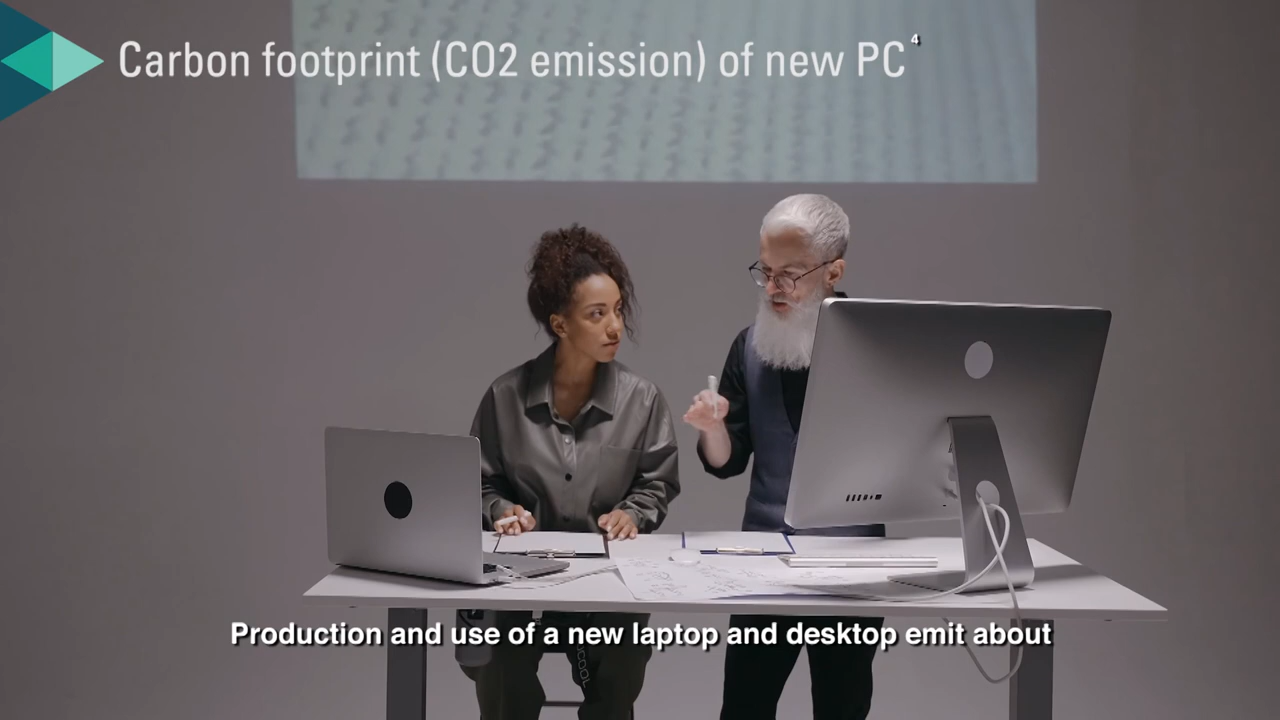 Carbon footprint (CO2 emission) of new PC⁴
Production and use of a new laptop and desktop emit about